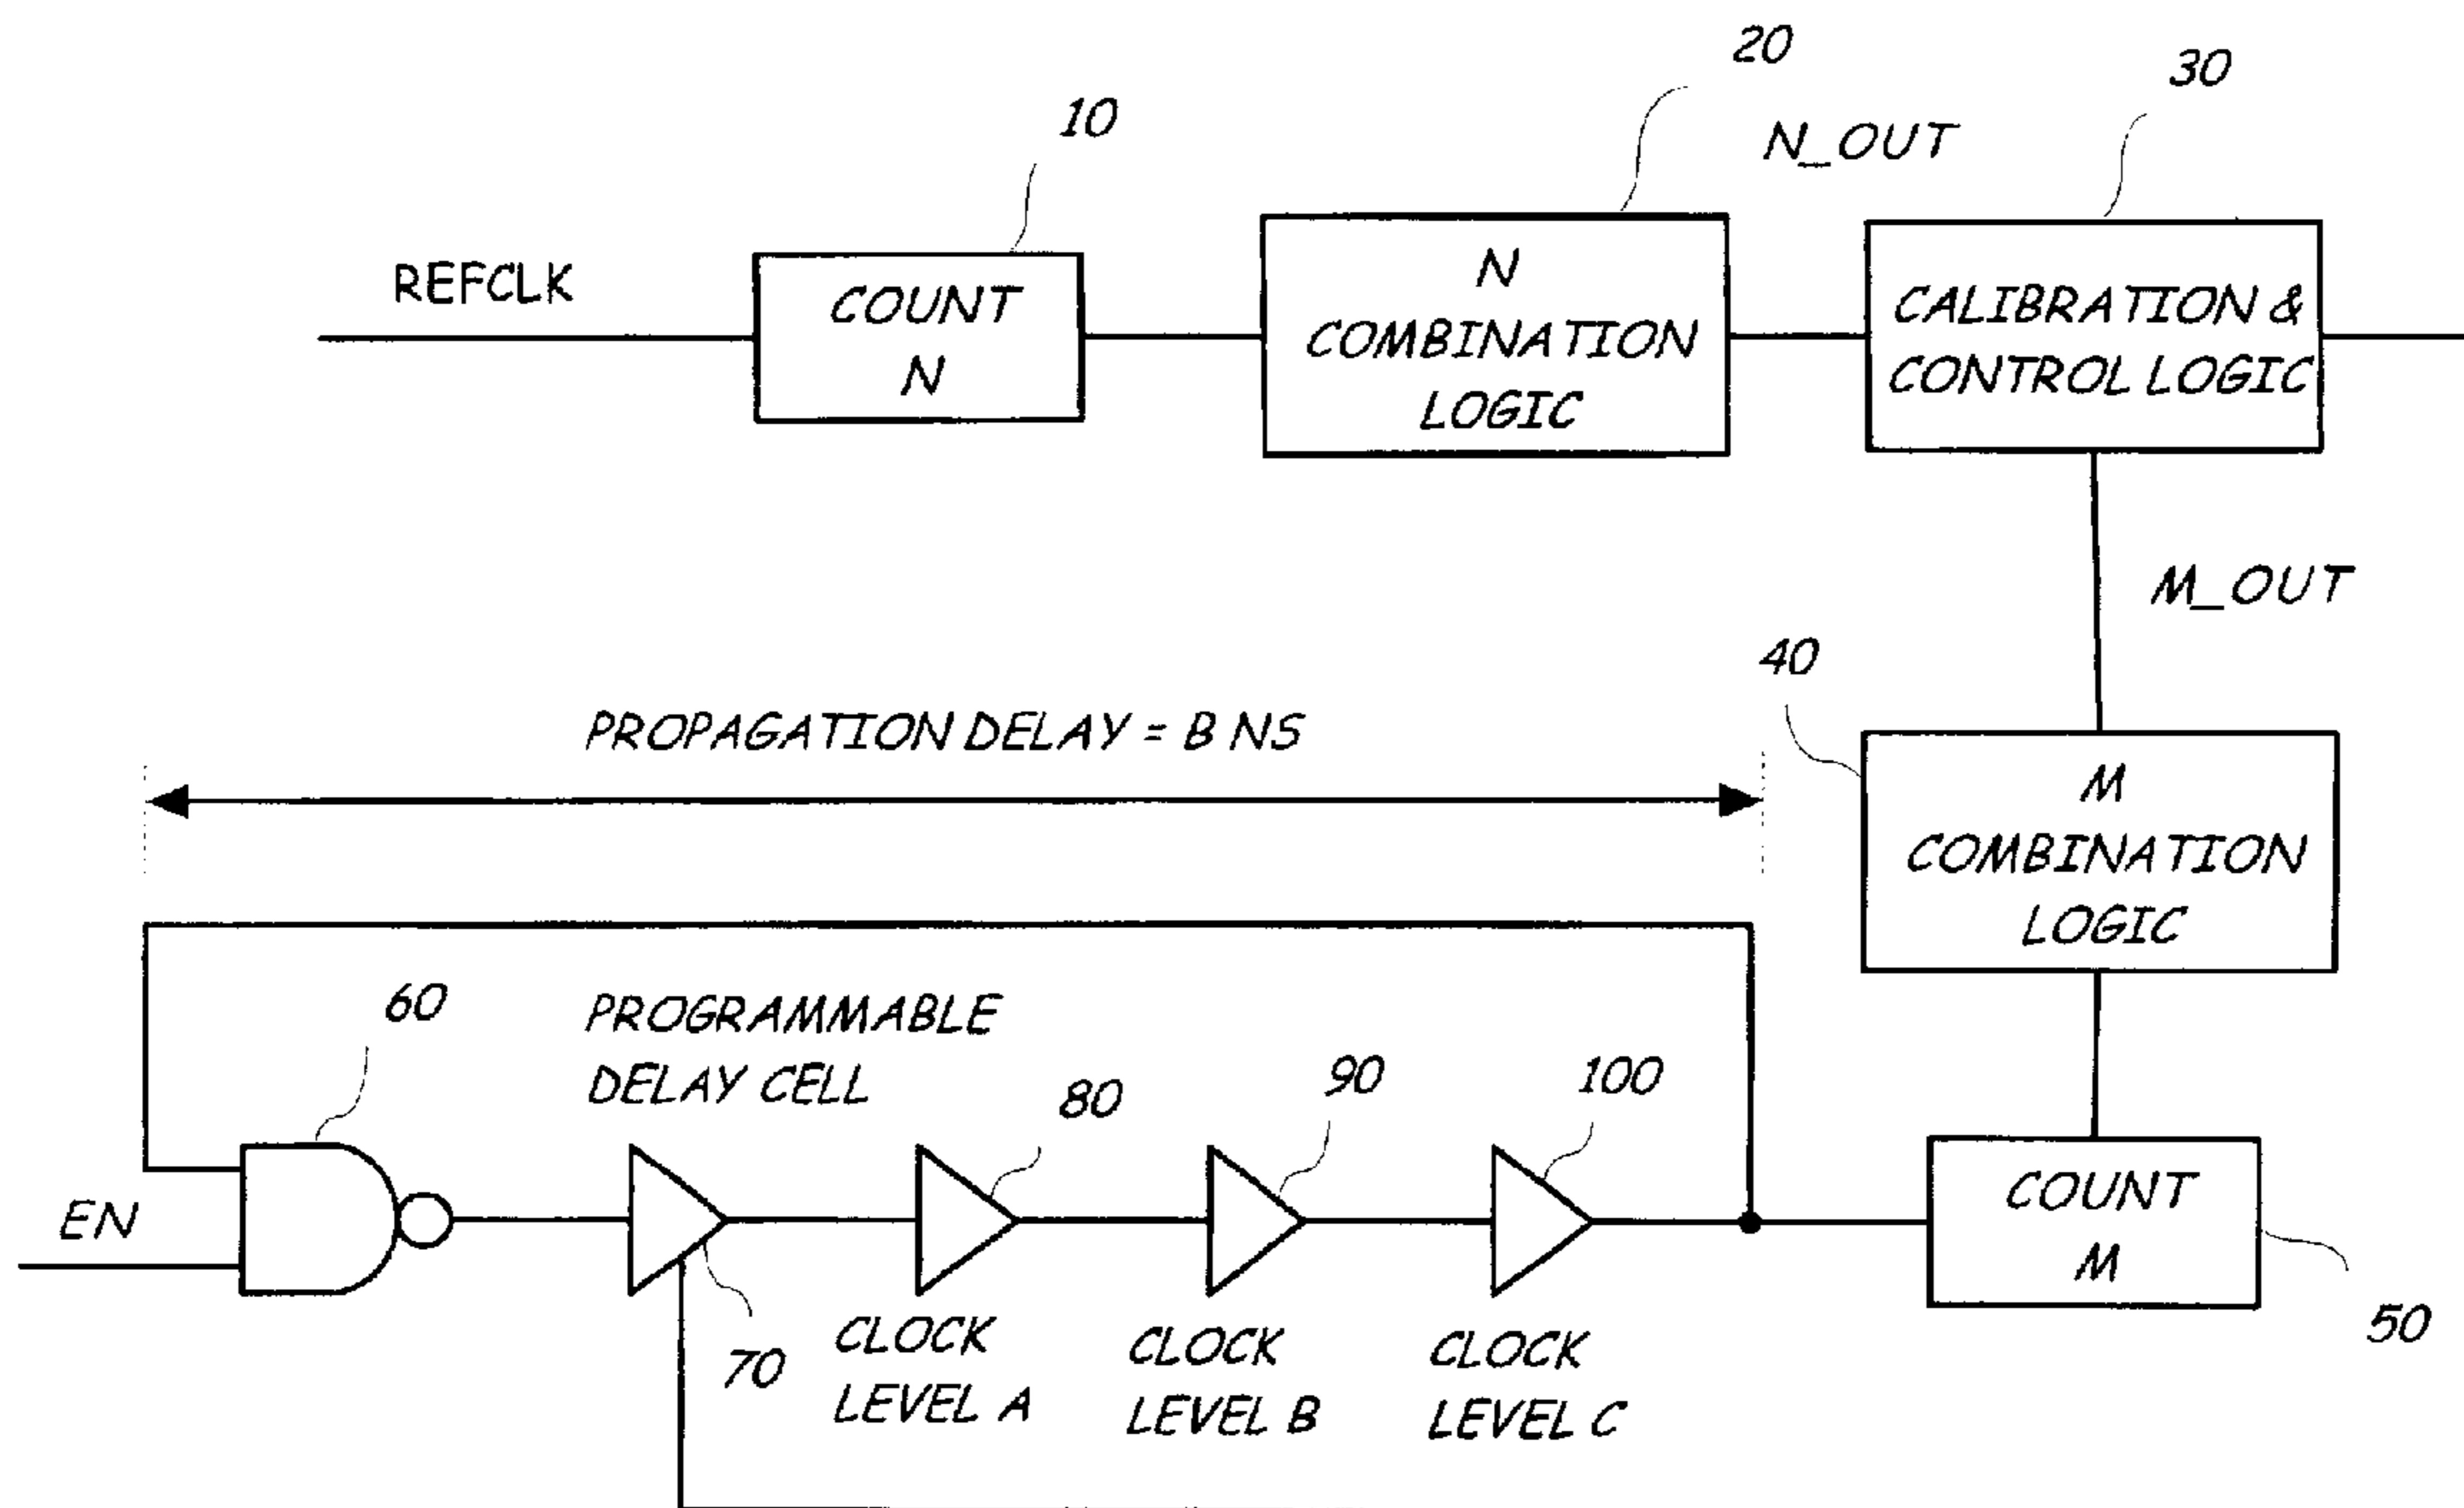 20
30
10
N_OUT
REFCLK
COUNT
N
N
COMBINATION
LOGIC
CALIBRATION &
CONTROL LOGIC
M_OUT
40
PROPAGATION DELAY = B NS
M
COMBINATION
LOGIC
60
PROGRAMMABLE
DELAY CELL
80
90
100
EN
COUNT
M
70
CLOCK
LEVEL A
CLOCK
LEVEL B
CLOCK
LEVEL C
50